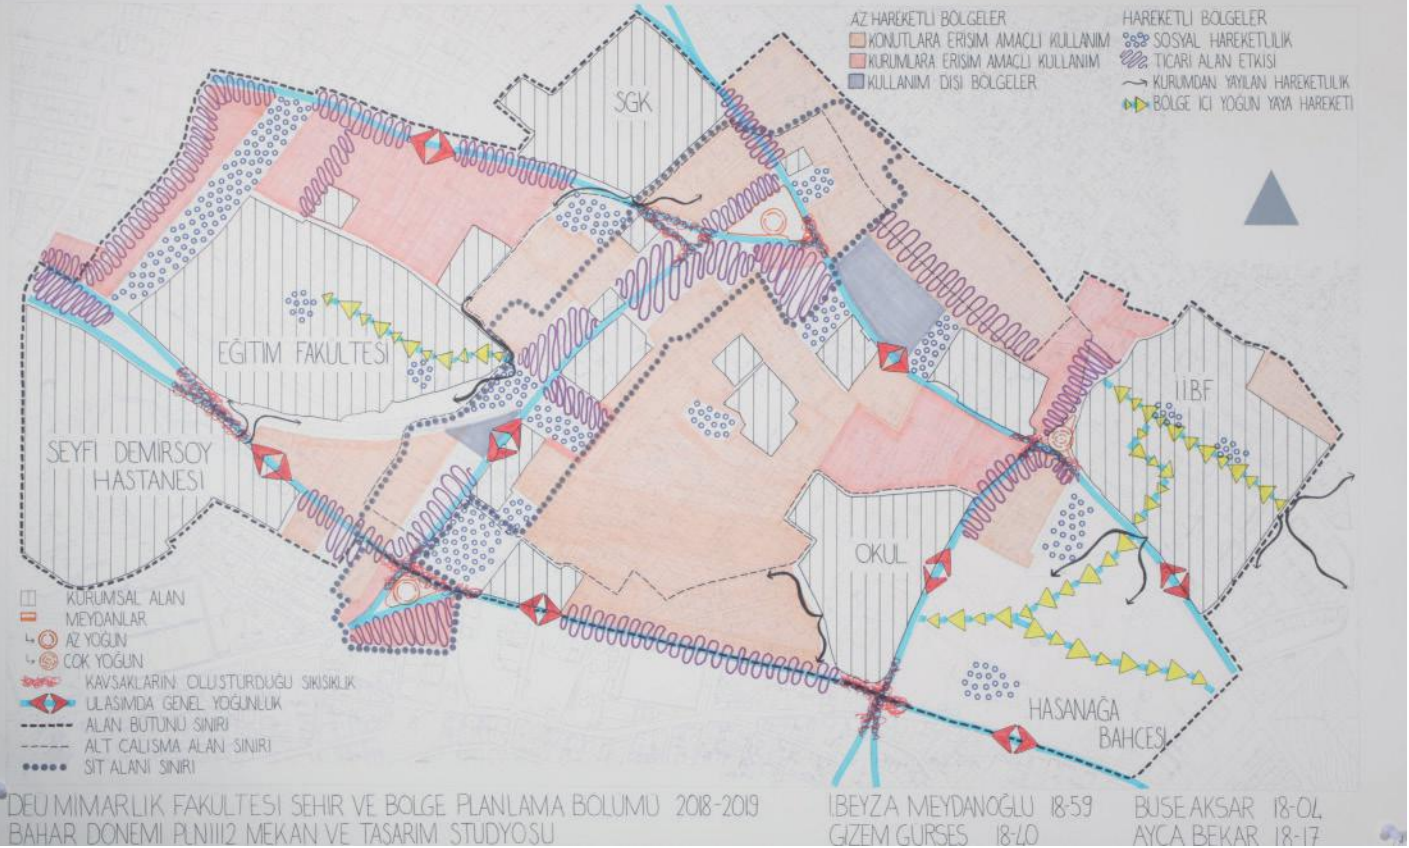 AZ HAREKETLİ BÖLGELER
KONUTLARA ERİŞİM AMAÇLI KULLANIM
KURUMLARA ERİŞİM AMAÇLI KULLANIM
KULLANIM DIŞI BÖLGELER
HAREKETLİ BÖLGELER
SOSYAL HAREKETLİLİK
TİCARİ ALAN ETKİSİ
KURUMDAN YAYILAN HAREKETLİLİK
BÖLGE İÇİ YOĞUN YAYA HAREKETİ
SGK
EĞİTİM FAKÜLTESİ
İ.İ.B.F
SEYFİ DEMİRSOY
HASTANESİ
OKUL
HASANAĞA
BAHÇESİ
KURUMSAL ALAN
MEYDANLAR
AZ YOĞUN
ÇOK YOĞUN
KAVŞAKLARIN OLUŞTURDUĞU SIKIŞIKLIK
ULAŞIMDA GENEL YOĞUNLUK
ALAN BÜTÜNÜ SINIRI
ALT ÇALIŞMA ALAN SINIRI
SİT ALANI SINIRI
DEÜ MİMARLIK FAKÜLTESİ ŞEHİR VE BÖLGE PLANLAMA BÖLÜMÜ 2018-2019
BAHAR DÖNEMİ PLN1112 MEKAN VE TASARIM STÜDYOSU
İ.BEYZA MEYDANOĞLU 18-59
GİZEM GÜRSES 18-40
BUSE AKSAR 18-04
AYÇA BEKAR 18-17